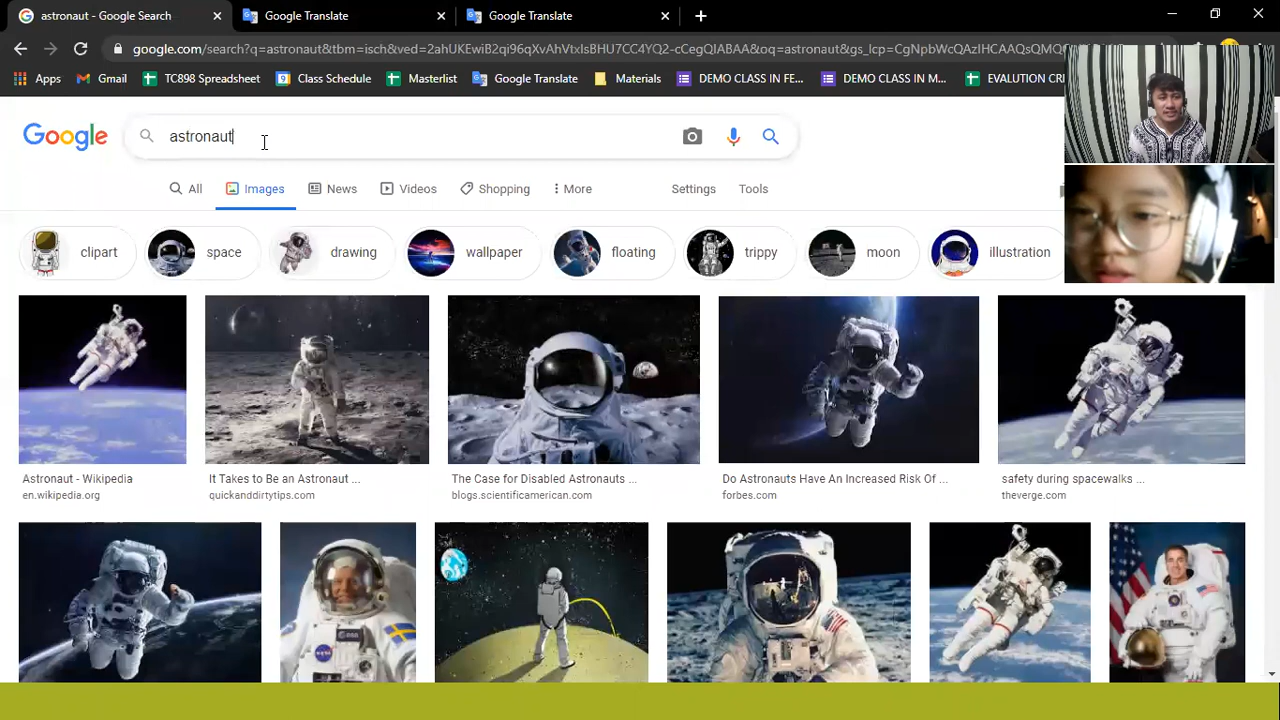 astronaut - Google Search
Google Translate
Google Translate
google.com/search?q=astronaut&tbm=isch&ved=2ahUKEwiB2qi96qXvAhVtxIsBHU7CC4YQ2-cCegQIABAA&oq=astronaut&gs_lcp=CgNpbWcQAzIHCAAQsQMQ
Apps
Gmail
TC898 Spreadsheet
Class Schedule
Masterlist
Google Translate
Materials
DEMO CLASS IN FE...
DEMO CLASS IN M...
EVALUTION CRI
Google
astronaut
All
Images
News
Videos
Shopping
More
Settings
Tools
clipart
space
drawing
wallpaper
floating
trippy
moon
illustration
Astronaut - Wikipedia
en.wikipedia.org
It Takes to Be an Astronaut ...
quickanddirtytips.com
The Case for Disabled Astronauts ...
blogs.scientificamerican.com
Do Astronauts Have An Increased Risk Of ...
forbes.com
safety during spacewalks ...
theverge.com